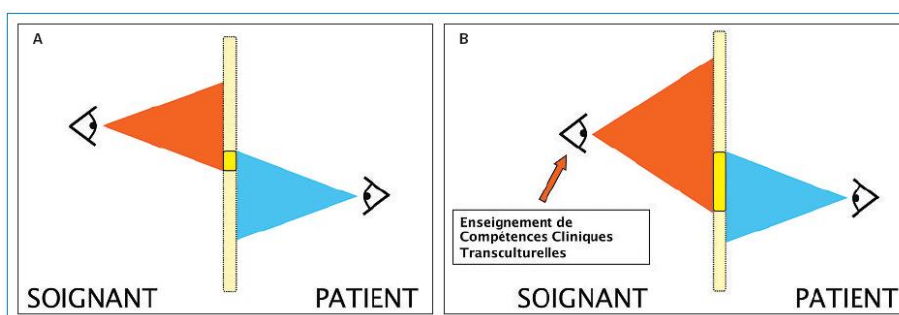 A
SOIGNANT PATIENT
B
Enseignement de
Compétences Cliniques
Transculturelles
SOIGNANT PATIENT